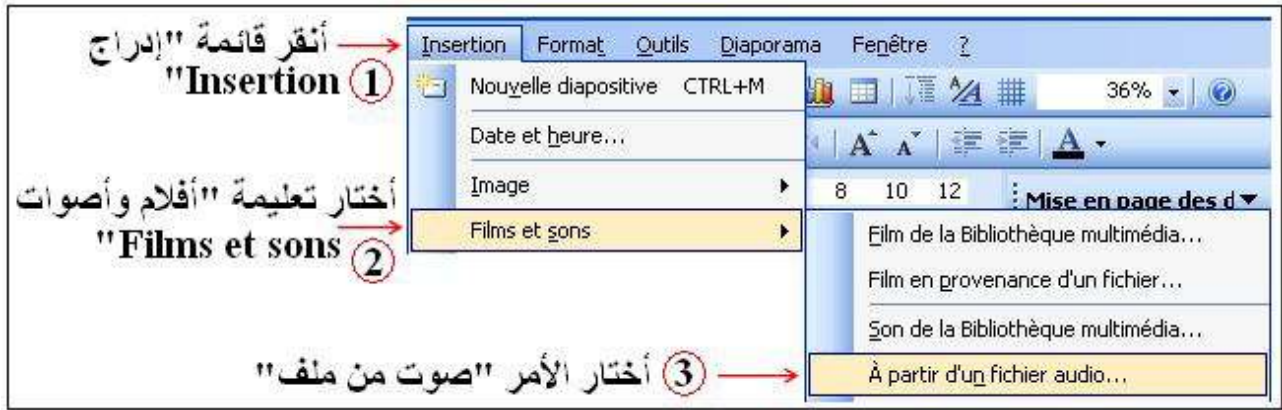 أنقر قائمة "إدراج
Insertion" ①
Insertion Format Outils Diaporama Fenêtre ?
Nouvelle diapositive CTRL+M
36%
Date et heure...
A A A
Image
8 10 12
Mise en page des d
أختار تعليمة "أفلام وأصوات
Films et sons" ②
Films et sons
Film de la Bibliothèque multimédia...
Film en provenance d'un fichier...
Son de la Bibliothèque multimédia...
③ أختار الأمر "صوت من ملف"
À partir d'un fichier audio...